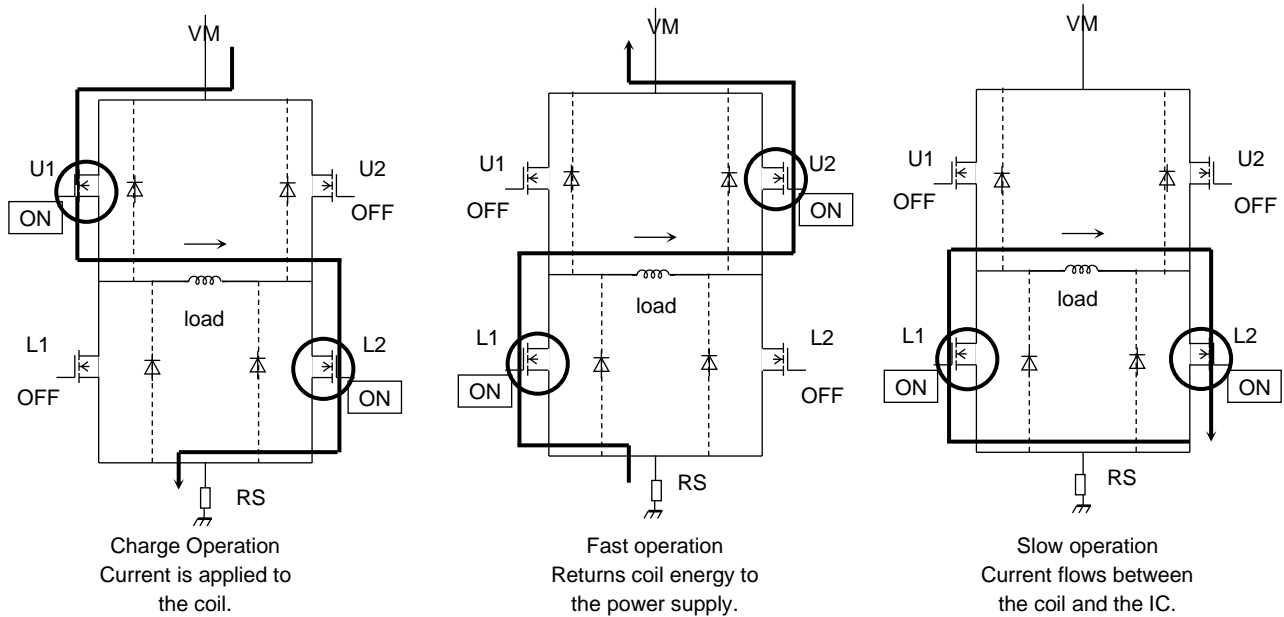 VM
U1
U2
ON
OFF
load
L1
L2
OFF
ON
RS
Charge Operation
Current is applied to
the coil.
VM
U1
U2
OFF
ON
load
L1
L2
ON
OFF
RS
Fast operation
Returns coil energy to
the power supply.
VM
U1
U2
OFF
OFF
load
L1
L2
ON
ON
RS
Slow operation
Current flows between
the coil and the IC.